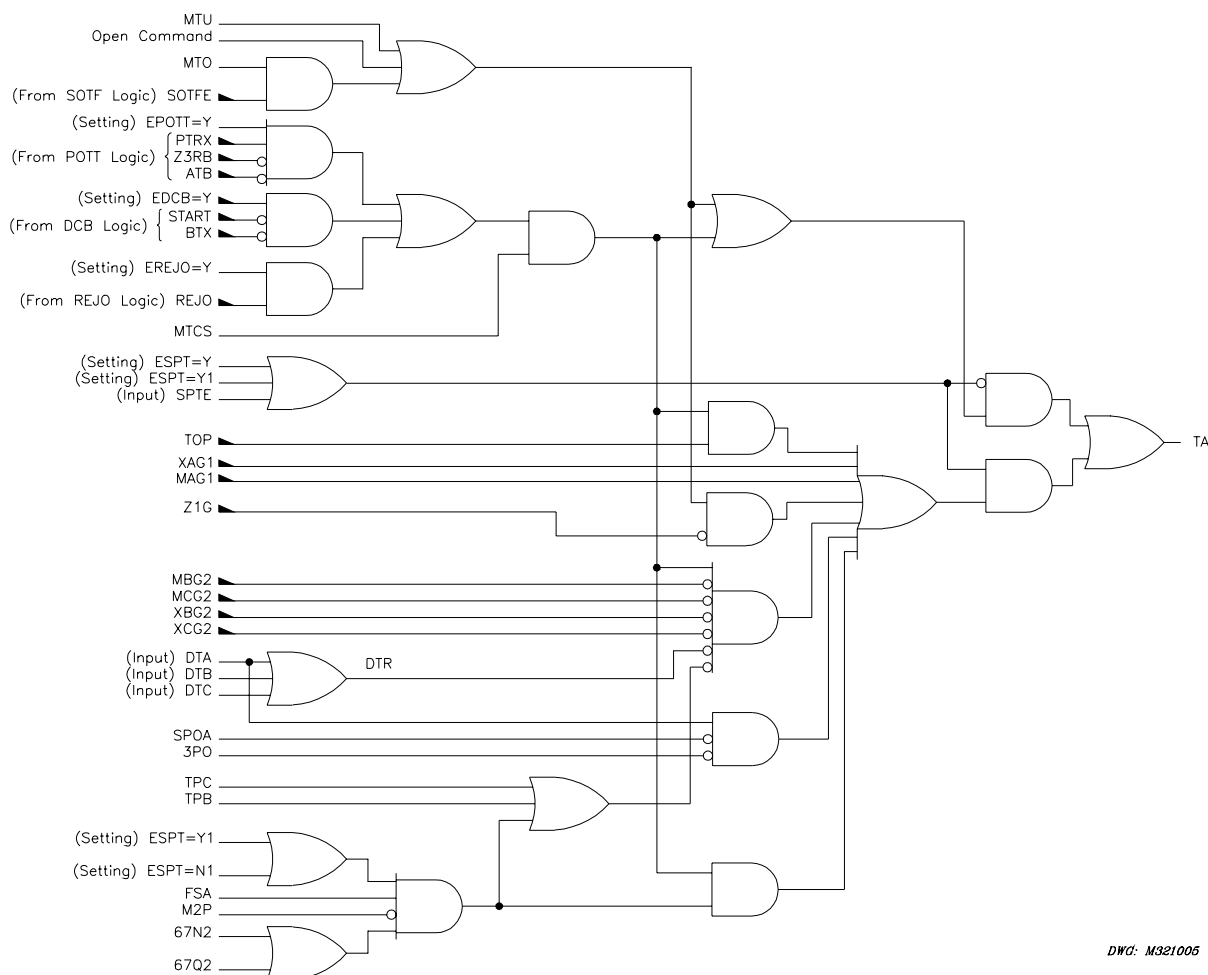 MTU
Open Command
MTO
(From SOTF Logic) SOTFE
(Setting) EPOTT=Y
PTRX
(From POTT Logic) Z3RB
ATB
(Setting) EDCB=Y
START
(From DCB Logic)
BTX
(Setting) EREJO=Y
(From REJO Logic) REJO
MTCS
(Setting) ESPT=Y
(Setting) ESPT=Y1
(Input) SPTE
TOP
TA
XAG1
MAG1
Z1G
MBG2
MCG2
XBG2
XCG2
(Input) DTA
DTR
(Input) DTB
(Input) DTC
SPOA
3PO
TPC
TPB
(Setting) ESPT=Y1
(Setting) ESPT=N1
FSA
M2P
67N2
67Q2
DWG: M321005